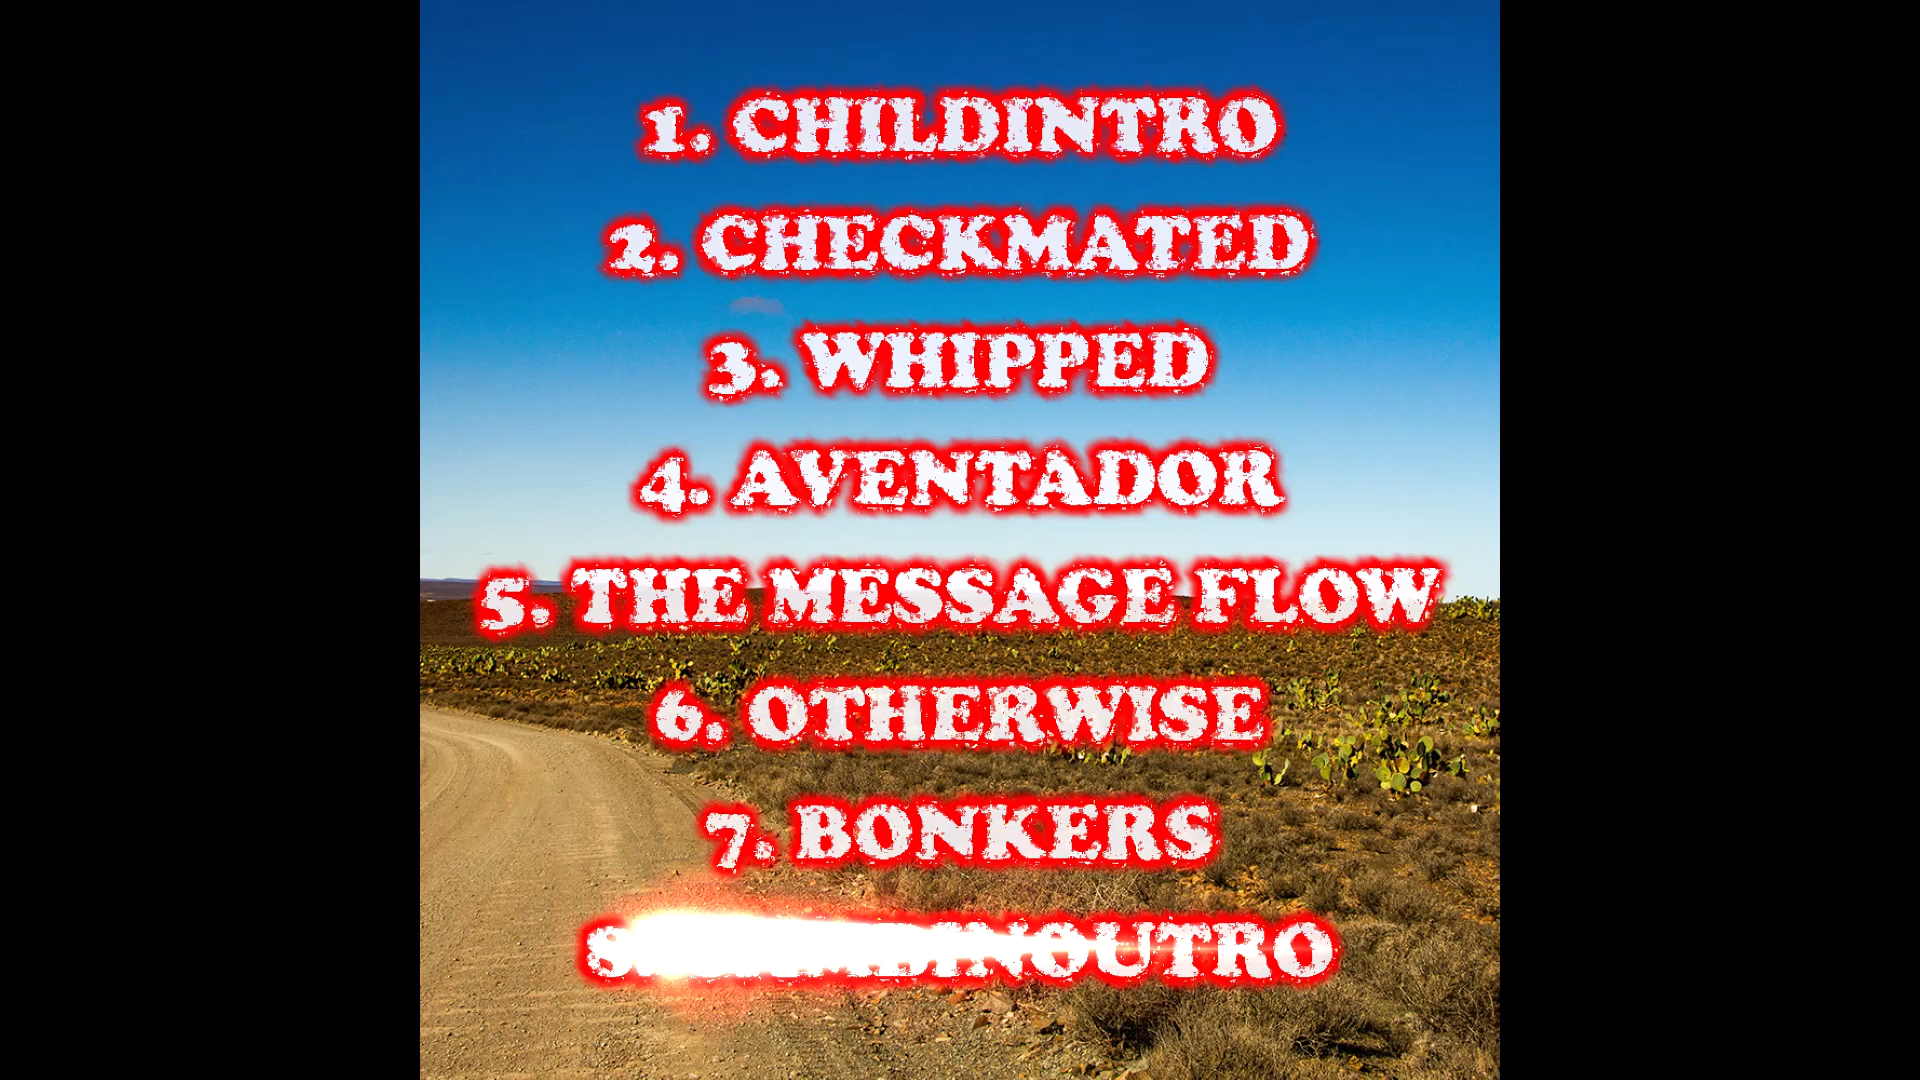 1. CHILDINTRO
2. CHECKMATED
3. WHIPPED
4. AVENTADOR
5. THE MESSAGE FLOW
6. OTHERWISE
7. BONKERS